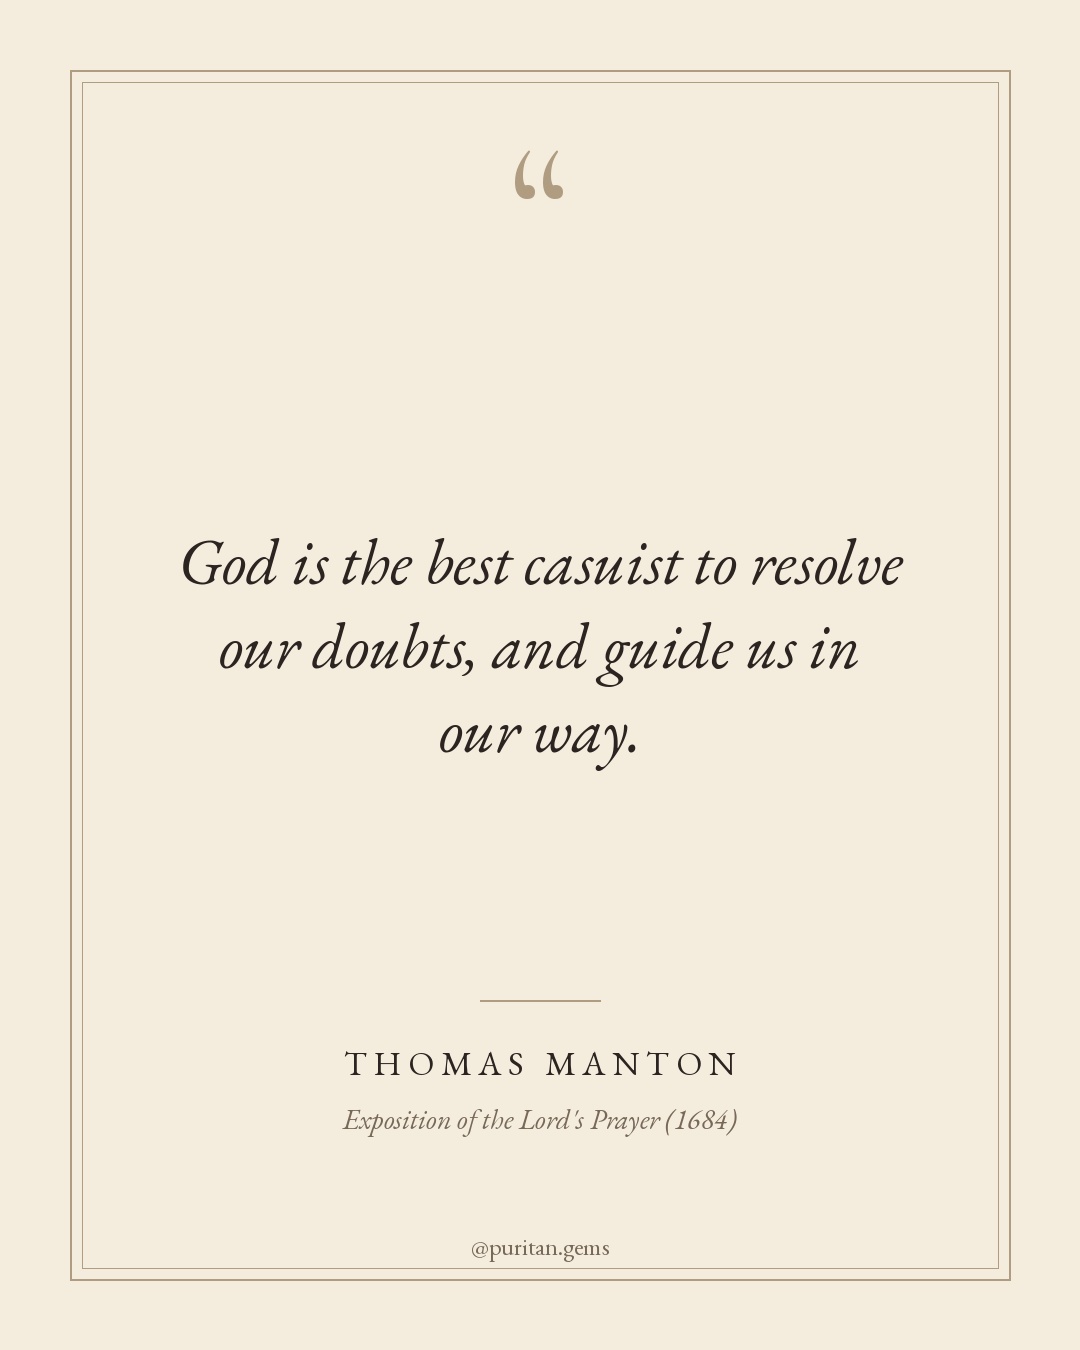 “
God is the best casuist to resolve
our doubts, and guide us in
our way.
THOMAS MANTON
Exposition of the Lord's Prayer (1684)
@puritan.gems